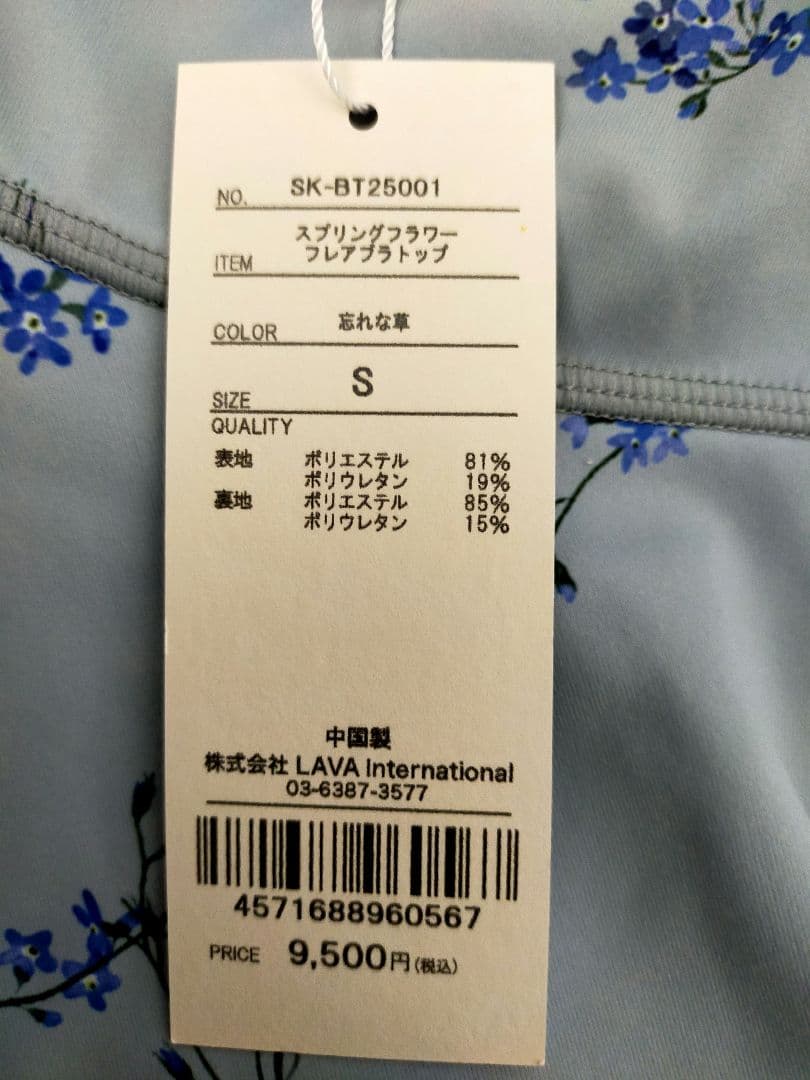 NO. SK-BT25001
スプリングフラワー
ITEM フレアブラトップ
COLOR 忘れな草
SIZE S
QUALITY
表地 ポリエステル 81%
ポリウレタン 19%
裏地 ポリエステル 85%
ポリウレタン 15%
中国製
株式会社 LAVA International
03-6387-3577
4571688960567
PRICE 9,500円(税込)